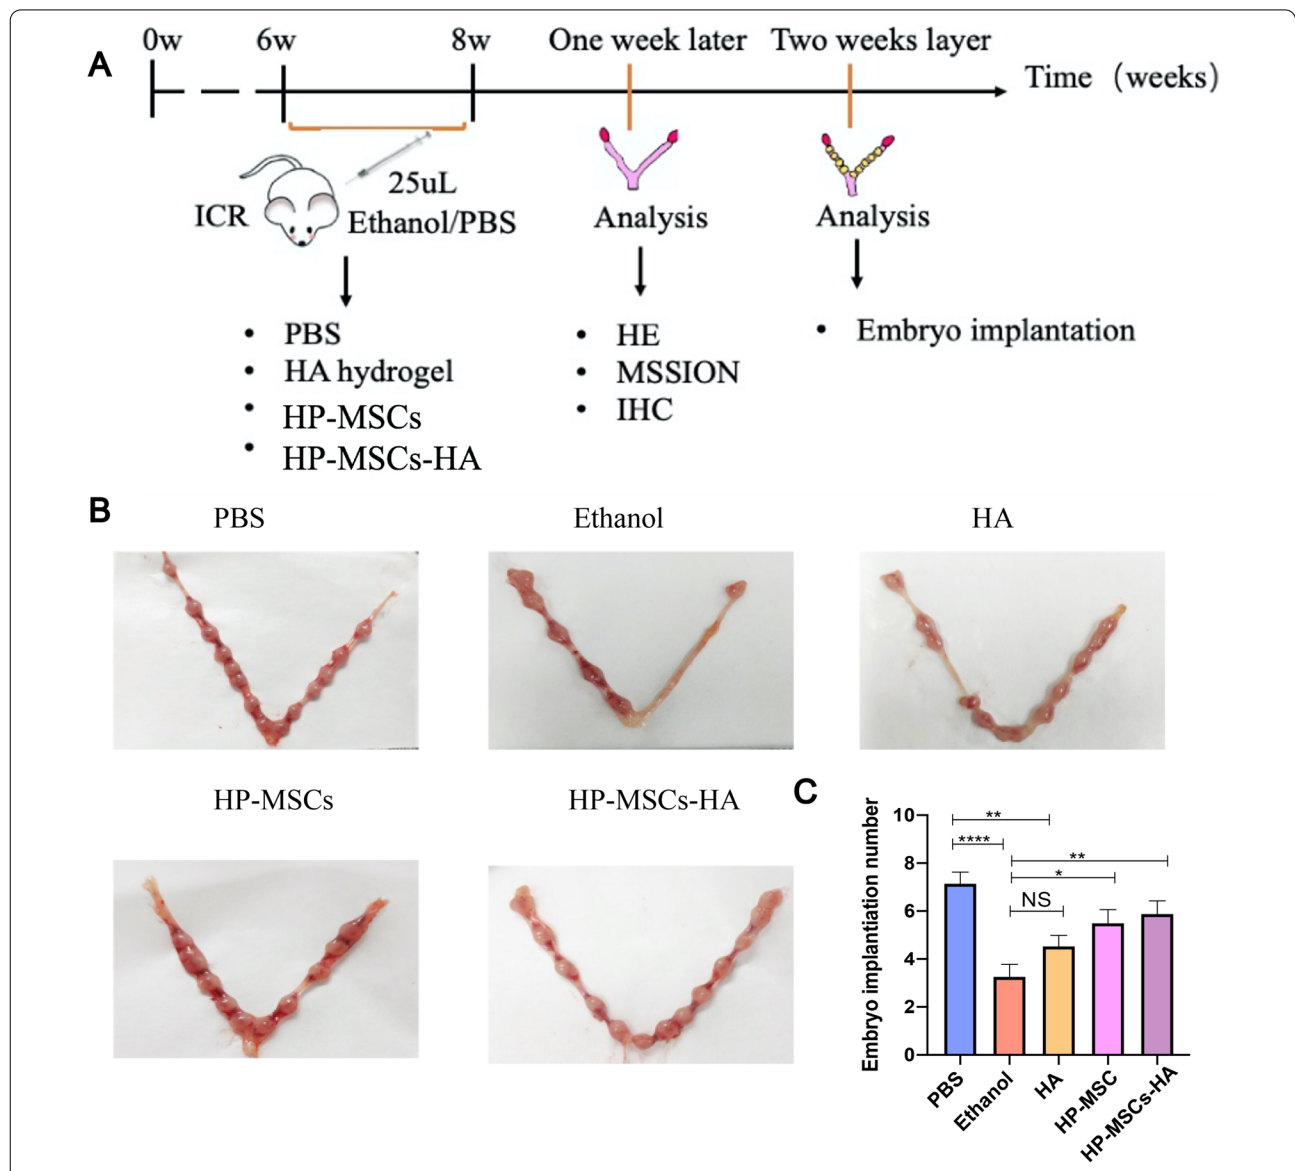 A
0w 6w 8w One week later Two weeks layer
Time (weeks)
ICR
25uL
Ethanol/PBS
Analysis
Analysis
• PBS
• HA hydrogel
• HP-MSCs
• HP-MSCs-HA
• HE
• MSSION
• IHC
• Embryo implantation
B
PBS Ethanol HA
HP-MSCs HP-MSCs-HA
C
Embryo implantiation number
10
8
6
4
2
0
**
****
**
*
NS
PBS
Ethanol
HA
HP-MSC
HP-MSCs-HA